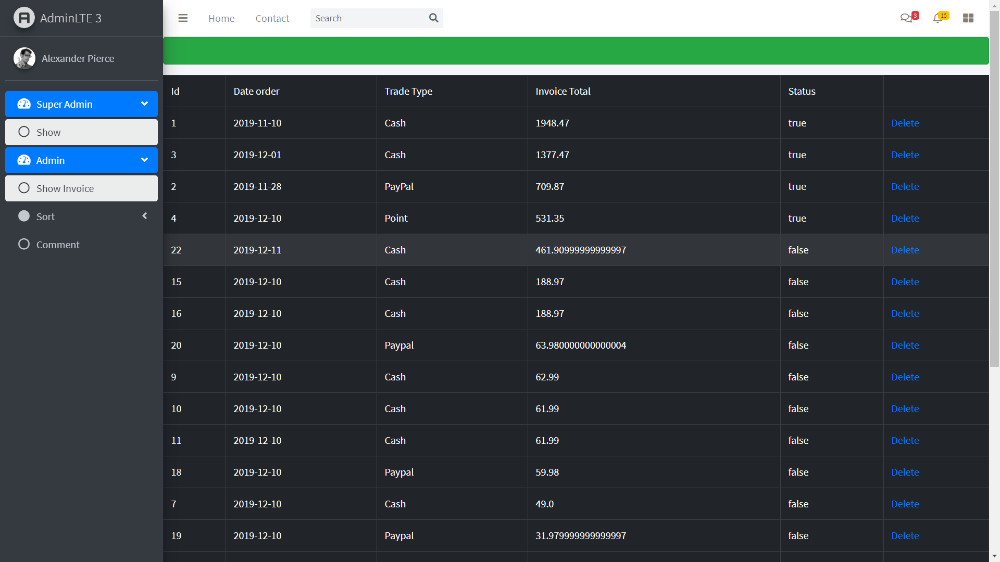 AdminLTE 3
Home Contact Search 3 15
Alexander Pierce
Super Admin
Show
Admin
Show Invoice
Sort
Comment
Id Date order Trade Type Invoice Total Status
1 2019-11-10 Cash 1948.47 true Delete
3 2019-12-01 Cash 1377.47 true Delete
2 2019-11-28 PayPal 709.87 true Delete
4 2019-12-10 Point 531.35 true Delete
22 2019-12-11 Cash 461.90999999999997 false Delete
15 2019-12-10 Cash 188.97 false Delete
16 2019-12-10 Cash 188.97 false Delete
20 2019-12-10 Paypal 63.980000000000004 false Delete
9 2019-12-10 Cash 62.99 false Delete
10 2019-12-10 Cash 61.99 false Delete
11 2019-12-10 Cash 61.99 false Delete
18 2019-12-10 Paypal 59.98 false Delete
7 2019-12-10 Cash 49.0 false Delete
19 2019-12-10 Paypal 31.979999999999997 false Delete